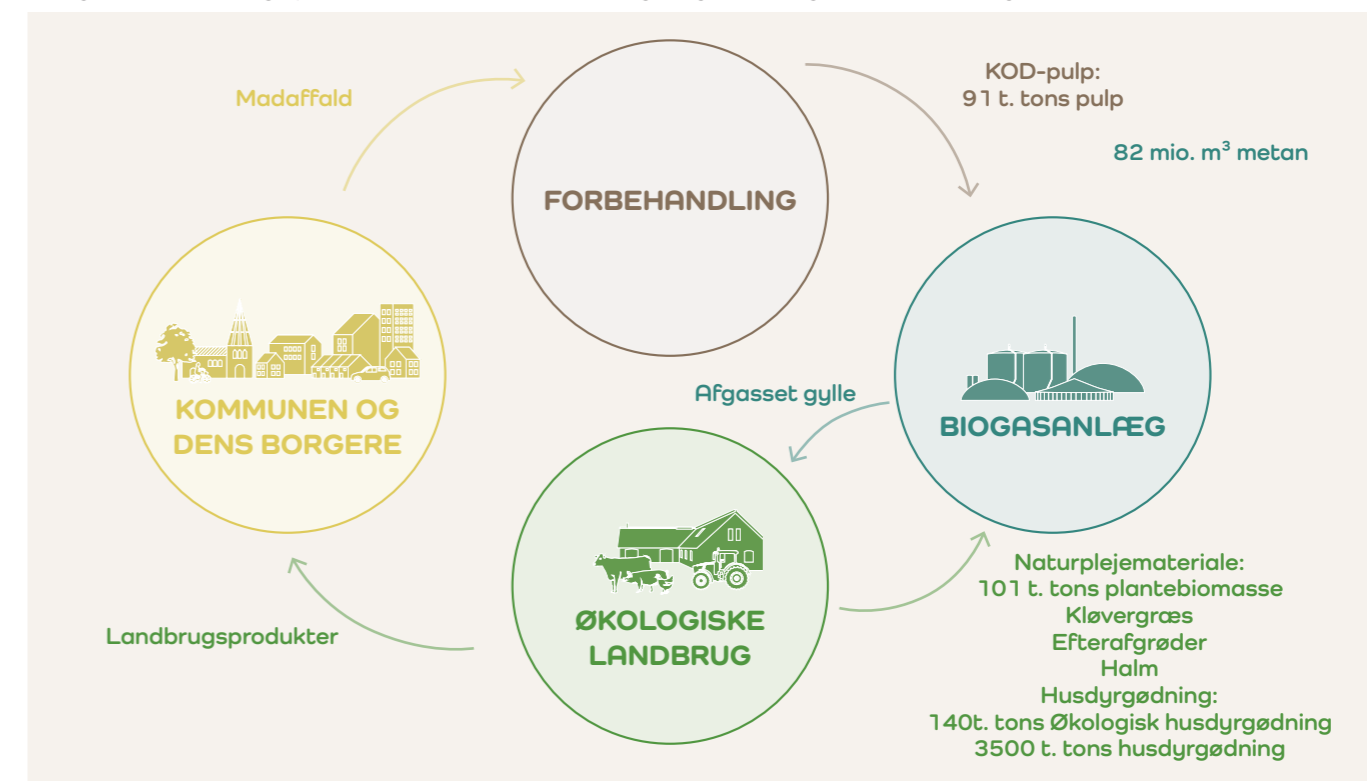 Madaffald
KOD-pulp:
91 t. tons pulp
82 mio. m³ metan
FORBEHANDLING
KOMMUNEN OG
DENS BORGERE
Afgasset gylle
BIOGASANLÆG
ØKOLOGISKE
LANDBRUG
Landbrugsprodukter
Naturplejemateriale:
101 t. tons plantebiomasse
Kløvergræs
Efterafgrøder
Halm
Husdyrgødning:
140t. tons Økologisk husdyrgødning
3500 t. tons husdyrgødning